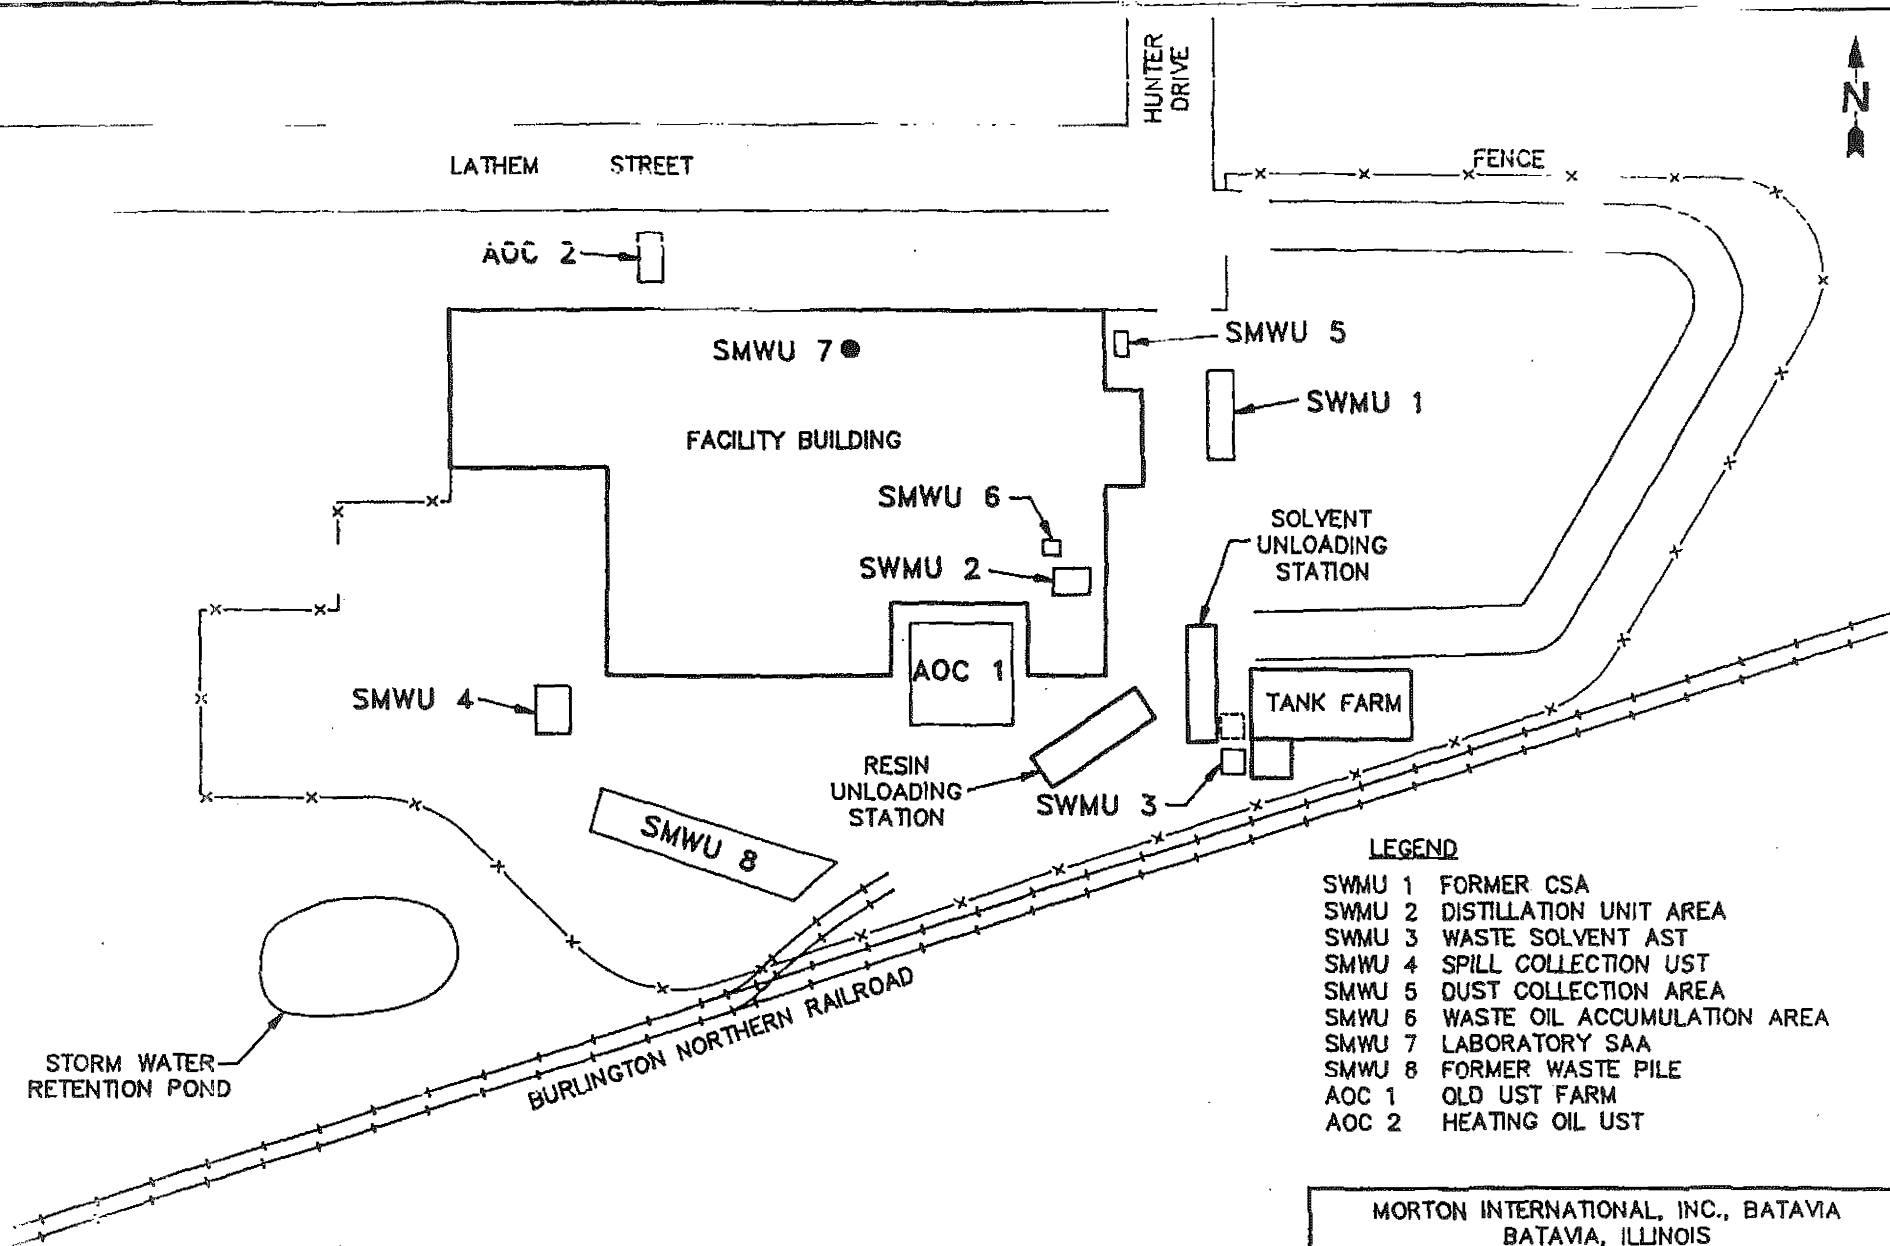 HUNTER
DRIVE
N
LATHEM STREET
FENCE
AOC 2
SMWU 5
SMWU 7
SWMU 1
FACILITY BUILDING
SMWU 6
SOLVENT
UNLOADING
STATION
SWMU 2
AOC 1
SMWU 4
TANK FARM
RESIN
UNLOADING
STATION
SWMU 3
SMWU 8
LEGEND
SWMU 1 FORMER CSA
SWMU 2 DISTILLATION UNIT AREA
SWMU 3 WASTE SOLVENT AST
SMWU 4 SPILL COLLECTION UST
SMWU 5 DUST COLLECTION AREA
SMWU 6 WASTE OIL ACCUMULATION AREA
SMWU 7 LABORATORY SAA
SMWU 8 FORMER WASTE PILE
AOC 1 OLD UST FARM
AOC 2 HEATING OIL UST
BURLINGTON NORTHERN RAILROAD
STORM WATER
RETENTION POND
MORTON INTERNATIONAL, INC., BATAVIA
BATAVIA, ILLINOIS